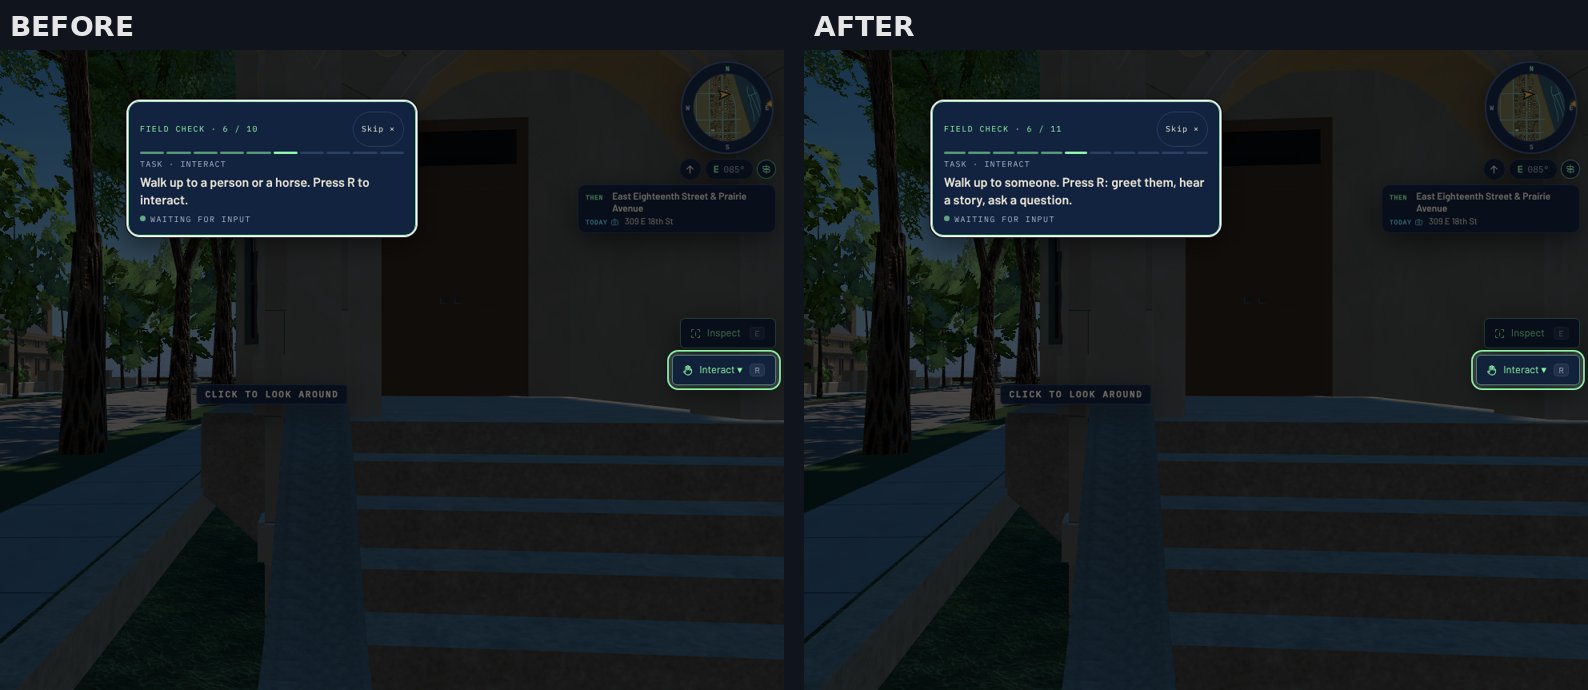 BEFORE
FIELD CHECK · 6 / 10
Skip ×
TASK · INTERACT
Walk up to a person or a horse. Press R to
interact.
WAITING FOR INPUT
N
W
E
S
E 085°
THEN East Eighteenth Street & Prairie
Avenue
TODAY 309 E 18th St
Inspect E
Interact ▾ R
CLICK TO LOOK AROUND
AFTER
FIELD CHECK · 6 / 11
Skip ×
TASK · INTERACT
Walk up to someone. Press R: greet them, hear
a story, ask a question.
WAITING FOR INPUT
N
W
E
S
E 085°
THEN East Eighteenth Street & Prairie
Avenue
TODAY 309 E 18th St
Inspect E
Interact ▾ R
CLICK TO LOOK AROUND